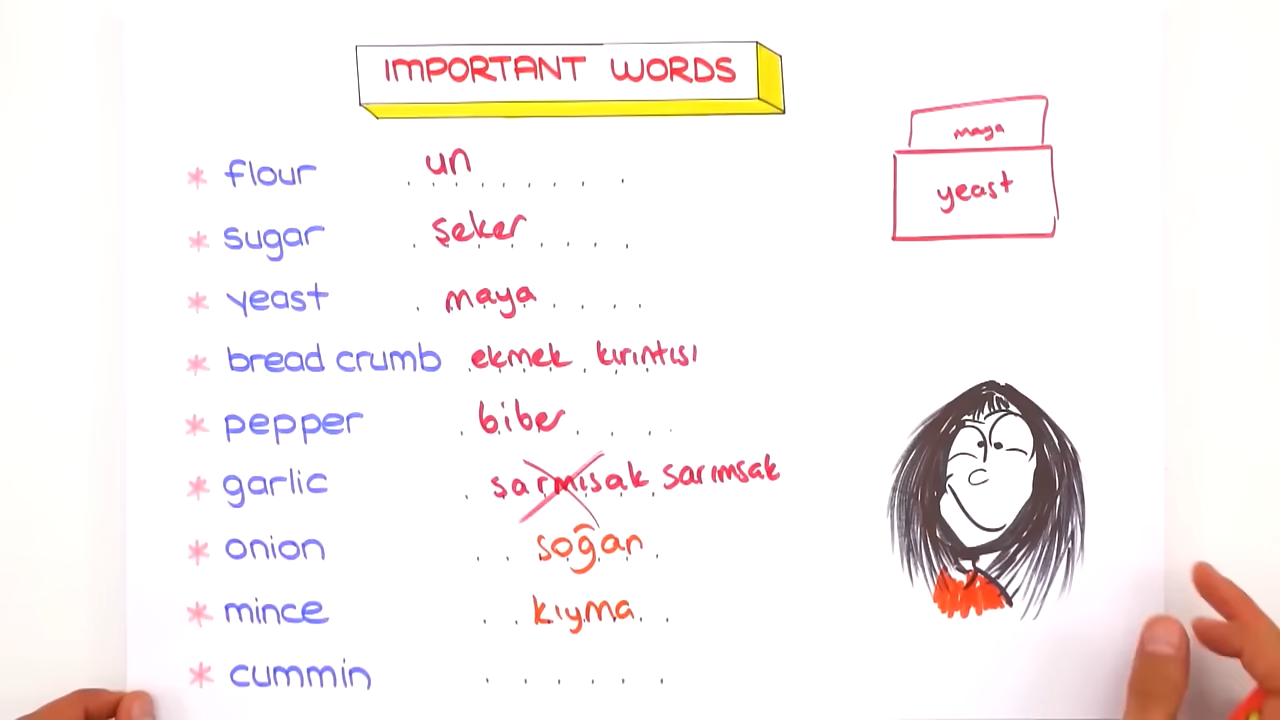 IMPORTANT WORDS
* flour un
* sugar şeker
* yeast maya
* bread crumb ekmek kırıntısı
* pepper biber
* garlic sarmısak sarımsak
* onion soğan
* mince kıyma
* cummin
maya
yeast